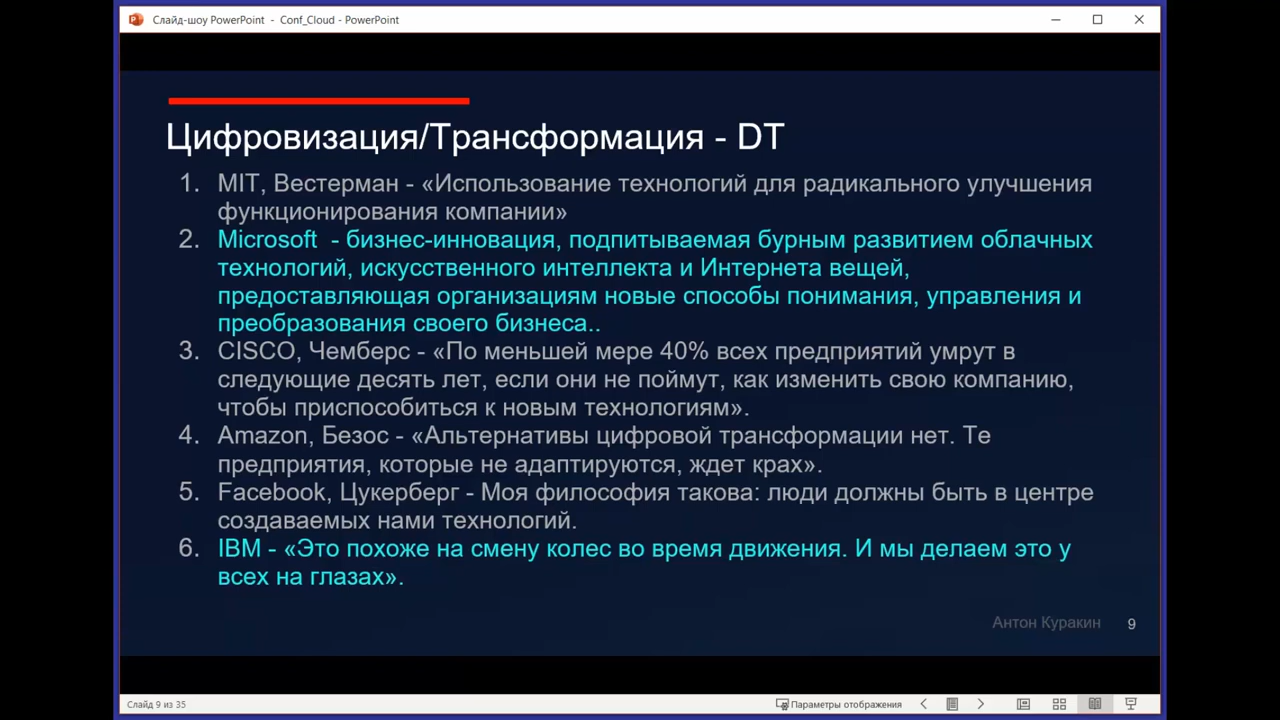 Слайд-шоу PowerPoint - Conf_Cloud - PowerPoint
Цифровизация/Трансформация - DT
1. MIT, Вестерман - «Использование технологий для радикального улучшения
функционирования компании»
2. Microsoft - бизнес-инновация, подпитываемая бурным развитием облачных
технологий, искусственного интеллекта и Интернета вещей,
предоставляющая организациям новые способы понимания, управления и
преобразования своего бизнеса..
3. CISCO, Чемберс - «По меньшей мере 40% всех предприятий умрут в
следующие десять лет, если они не поймут, как изменить свою компанию,
чтобы приспособиться к новым технологиям».
4. Amazon, Безос - «Альтернативы цифровой трансформации нет. Те
предприятия, которые не адаптируются, ждет крах».
5. Facebook, Цукерберг - Моя философия такова: люди должны быть в центре
создаваемых нами технологий.
6. IBM - «Это похоже на смену колес во время движения. И мы делаем это у
всех на глазах».
Антон Куракин 9
Слайд 9 из 35 Параметры отображения